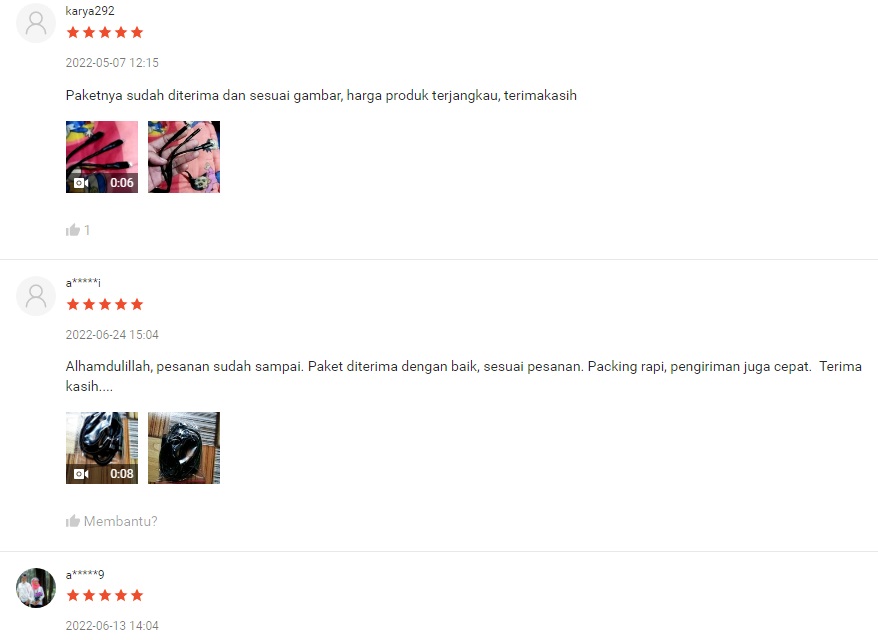 karya292
2022-05-07 12:15
Paketnya sudah diterima dan sesuai gambar, harga produk terjangkau, terimakasih
0:06
1
a*****i
2022-06-24 15:04
Alhamdulillah, pesanan sudah sampai. Paket diterima dengan baik, sesuai pesanan. Packing rapi, pengiriman juga cepat.  Terima
kasih....
0:08
Membantu?
a*****9
2022-06-13 14:04